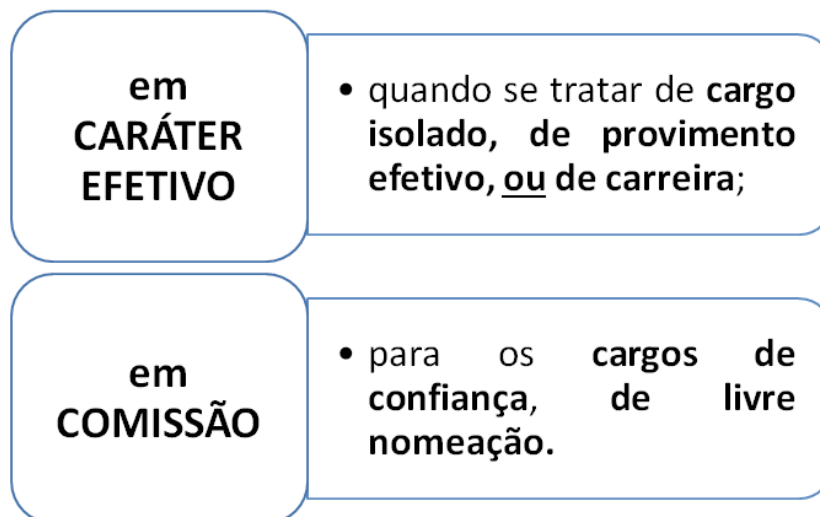 em
CARÁTER
EFETIVO
• quando se tratar de cargo
isolado, de provimento
efetivo, ou de carreira;
em
COMISSÃO
• para os cargos de
confiança, de livre
nomeação.